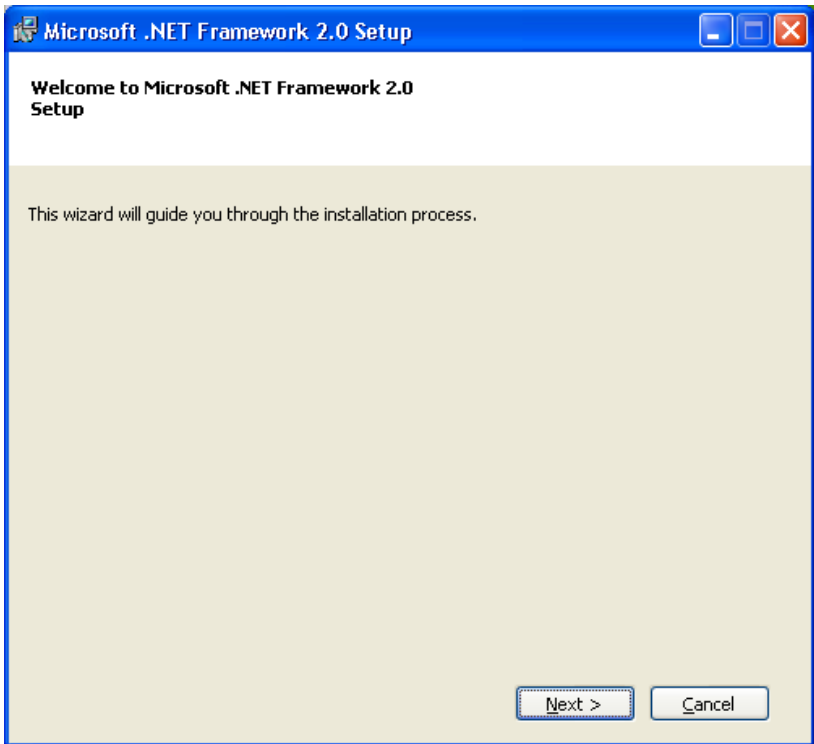 Microsoft .NET Framework 2.0 Setup
Welcome to Microsoft .NET Framework 2.0
Setup
This wizard will guide you through the installation process.
Next > Cancel